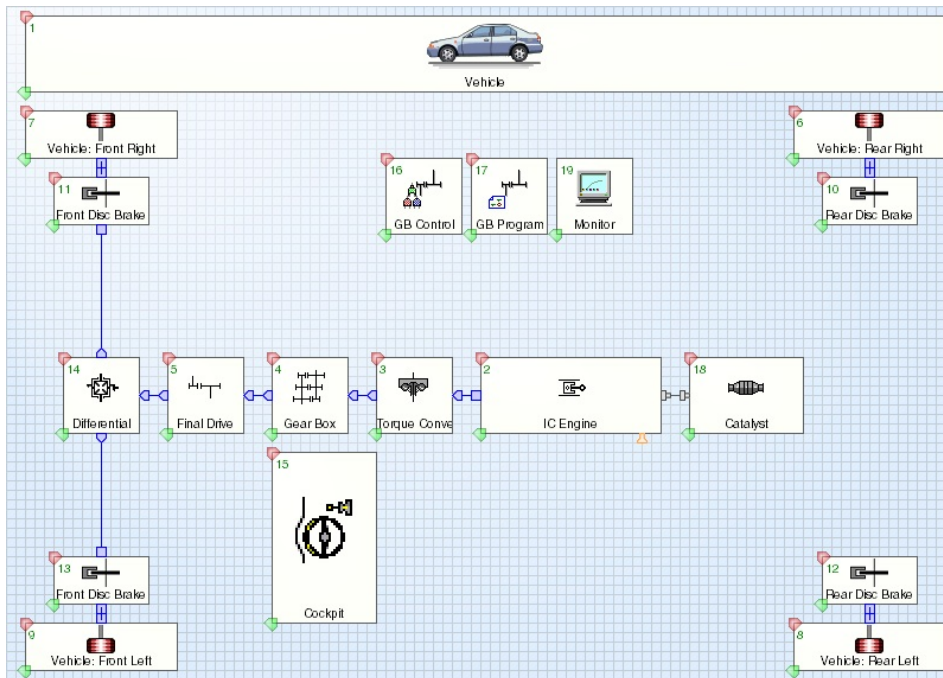 1
Vehicle
7
Vehicle: Front Right
6
Vehicle: Rear Right
11
Front Disc Brake
16
GB Control
17
GB Program
19
Monitor
10
Rear Disc Brake
14
Differential
5
Final Drive
4
Gear Box
3
Torque Conve
2
IC Engine
18
Catalyst
15
Cockpit
13
Front Disc Brake
12
Rear Disc Brake
9
Vehicle: Front Left
8
Vehicle: Rear Left